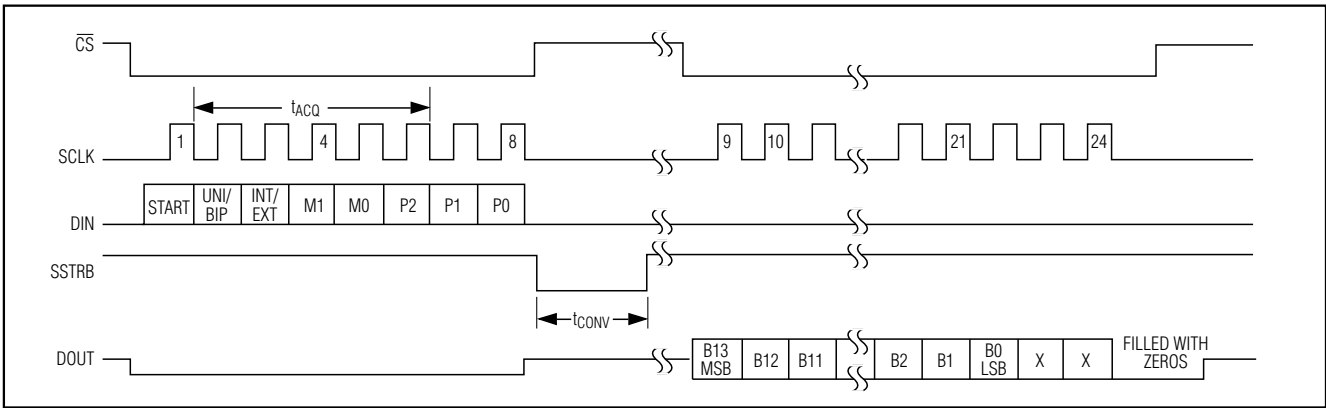 CS
tACQ
1 4 8 9 10 21 24
SCLK
START UNI/BIP INT/EXT M1 M0 P2 P1 P0
DIN
SSTRB
tCONV
DOUT
B13 MSB B12 B11 B2 B1 B0 LSB X X FILLED WITH ZEROS